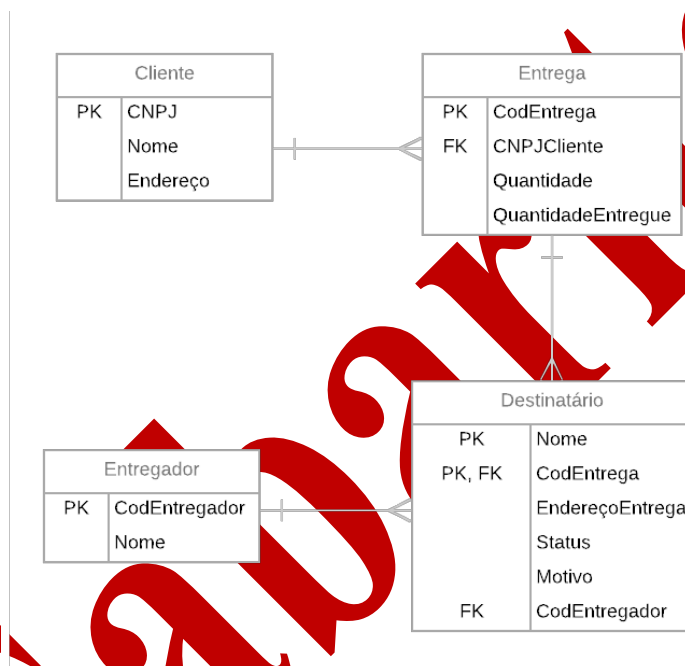 Cliente
PK CNPJ
Nome
Endereço
Entrega
PK CodEntrega
FK CNPJCliente
Quantidade
QuantidadeEntregue
Destinatário
PK Nome
PK, FK CodEntrega
EndereçoEntrega
Status
Motivo
FK CodEntregador
Entregador
PK CodEntregador
Nome